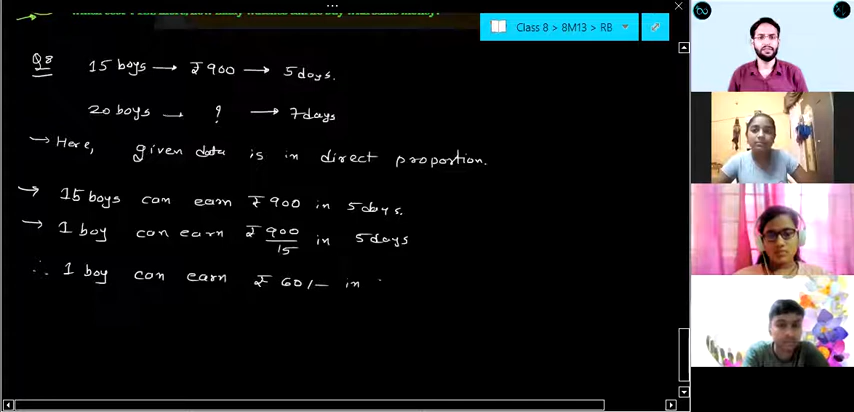 Class 8 > 8M13 > RB
Q8
15 boys → ₹900 → 5days.
20 boys → ? → 7days
→ Here, given data is in direct proportion.
→ 15 boys can earn ₹900 in 5days.
→ 1 boy can earn ₹ 900/15 in 5days
∴ 1 boy can earn ₹ 60/- in